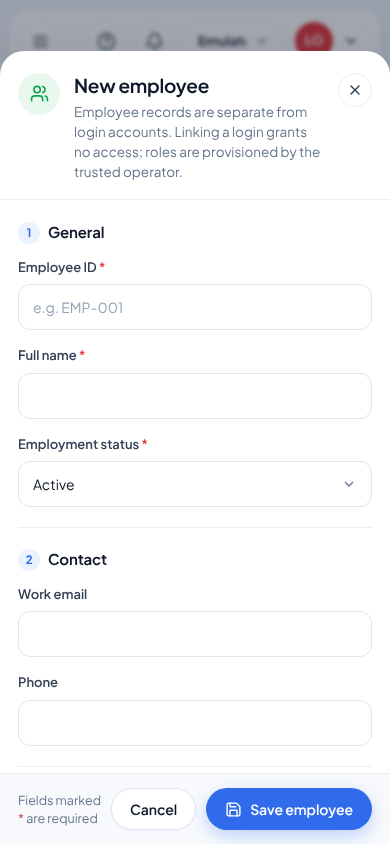 New employee
Employee records are separate from
login accounts. Linking a login grants
no access; roles are provisioned by the
trusted operator.
1 General
Employee ID *
e.g. EMP-001
Full name *
Employment status *
Active
2 Contact
Work email
Phone
Fields marked
* are required
Cancel
Save employee